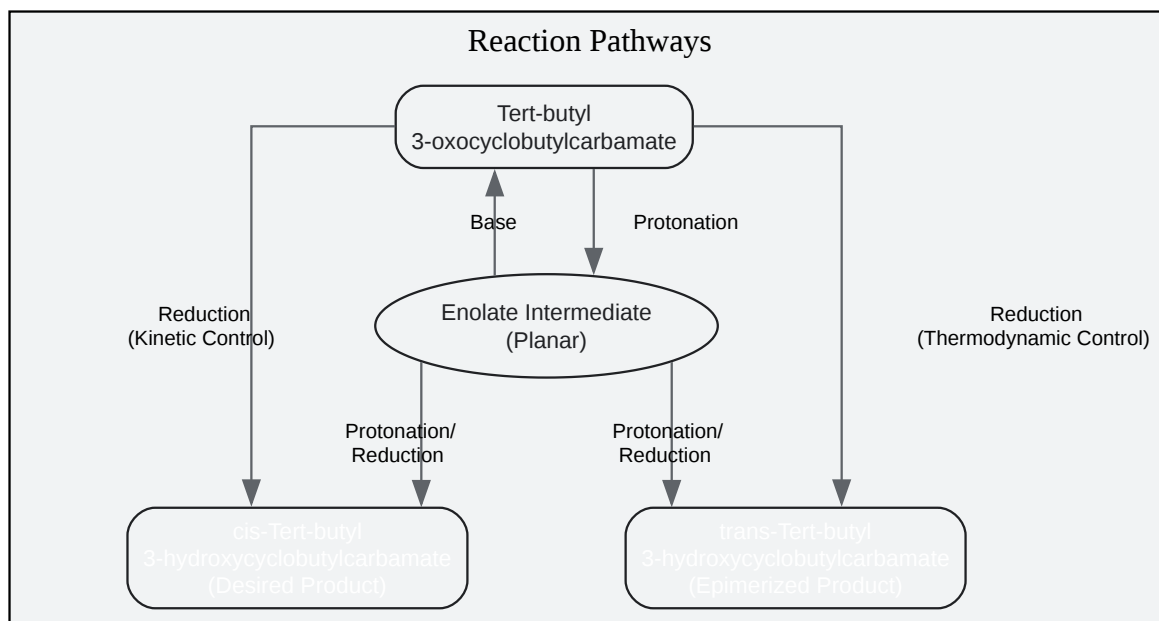 Reaction Pathways
Tert-butyl
3-oxocyclobutylcarbamate
Base
Protonation
Reduction
(Kinetic Control)
Enolate Intermediate
(Planar)
Reduction
(Thermodynamic Control)
Protonation/
Reduction
Protonation/
Reduction
cis-Tert-butyl
3-hydroxycyclobutylcarbamate
(Desired Product)
trans-Tert-butyl
3-hydroxycyclobutylcarbamate
(Epimerized Product)